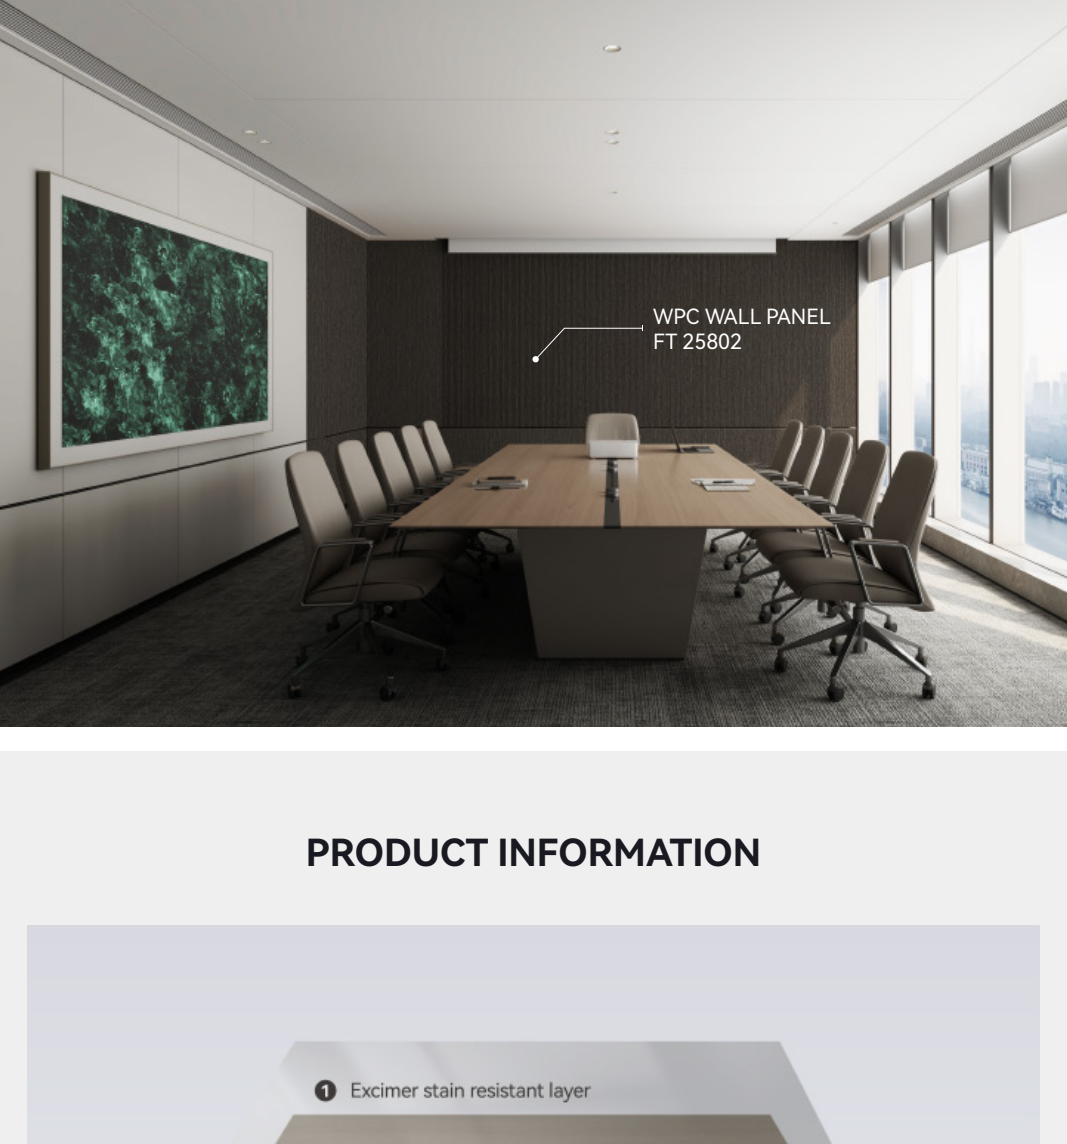 WPC WALL PANEL
FT 25802
PRODUCT INFORMATION
1 Excimer stain resistant layer